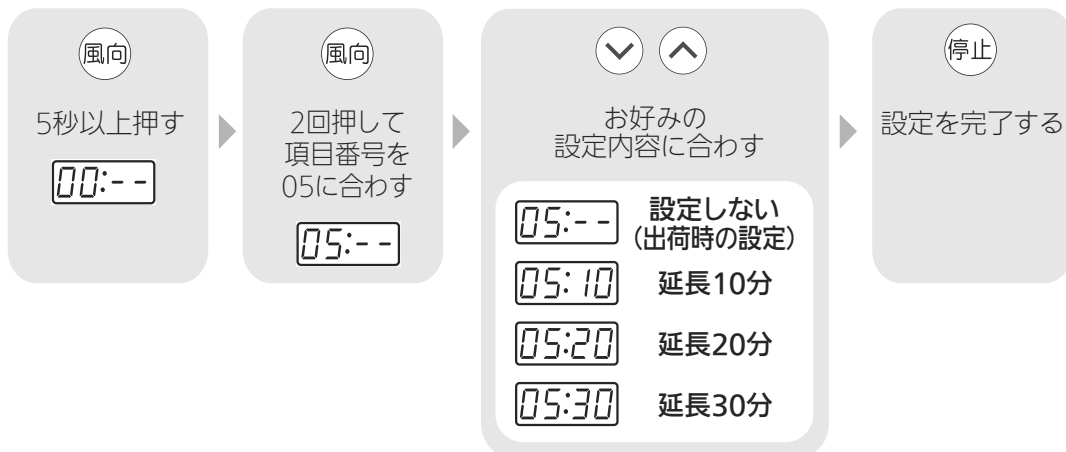 風向
5秒以上押す
00:--
風向
2回押して
項目番号を
05に合わす
05:--
お好みの
設定内容に合わす
05:-- 設定しない
(出荷時の設定)
05:10 延長10分
05:20 延長20分
05:30 延長30分
停止
設定を完了する